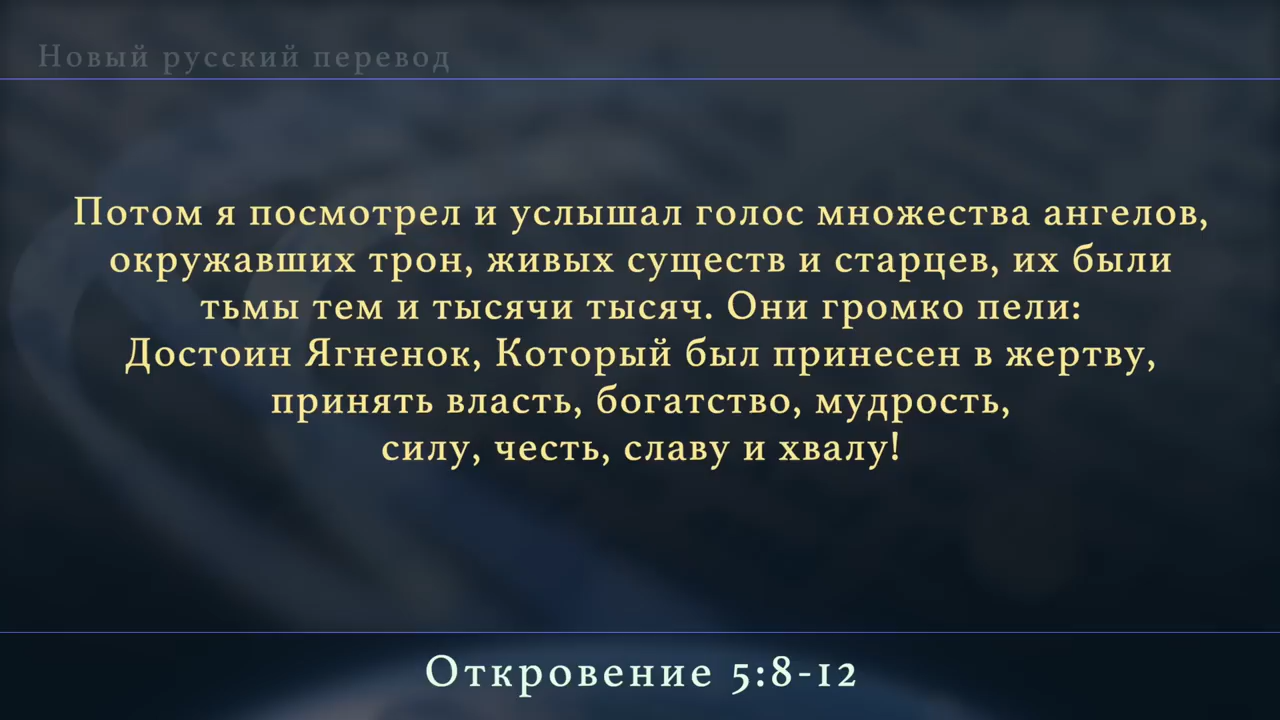 Новый русский перевод
Потом я посмотрел и услышал голос множества ангелов,
окружавших трон, живых существ и старцев, их были
тьмы тем и тысячи тысяч. Они громко пели:
Достоин Ягненок, Который был принесен в жертву,
принять власть, богатство, мудрость,
силу, честь, славу и хвалу!
Откровение 5:8-12